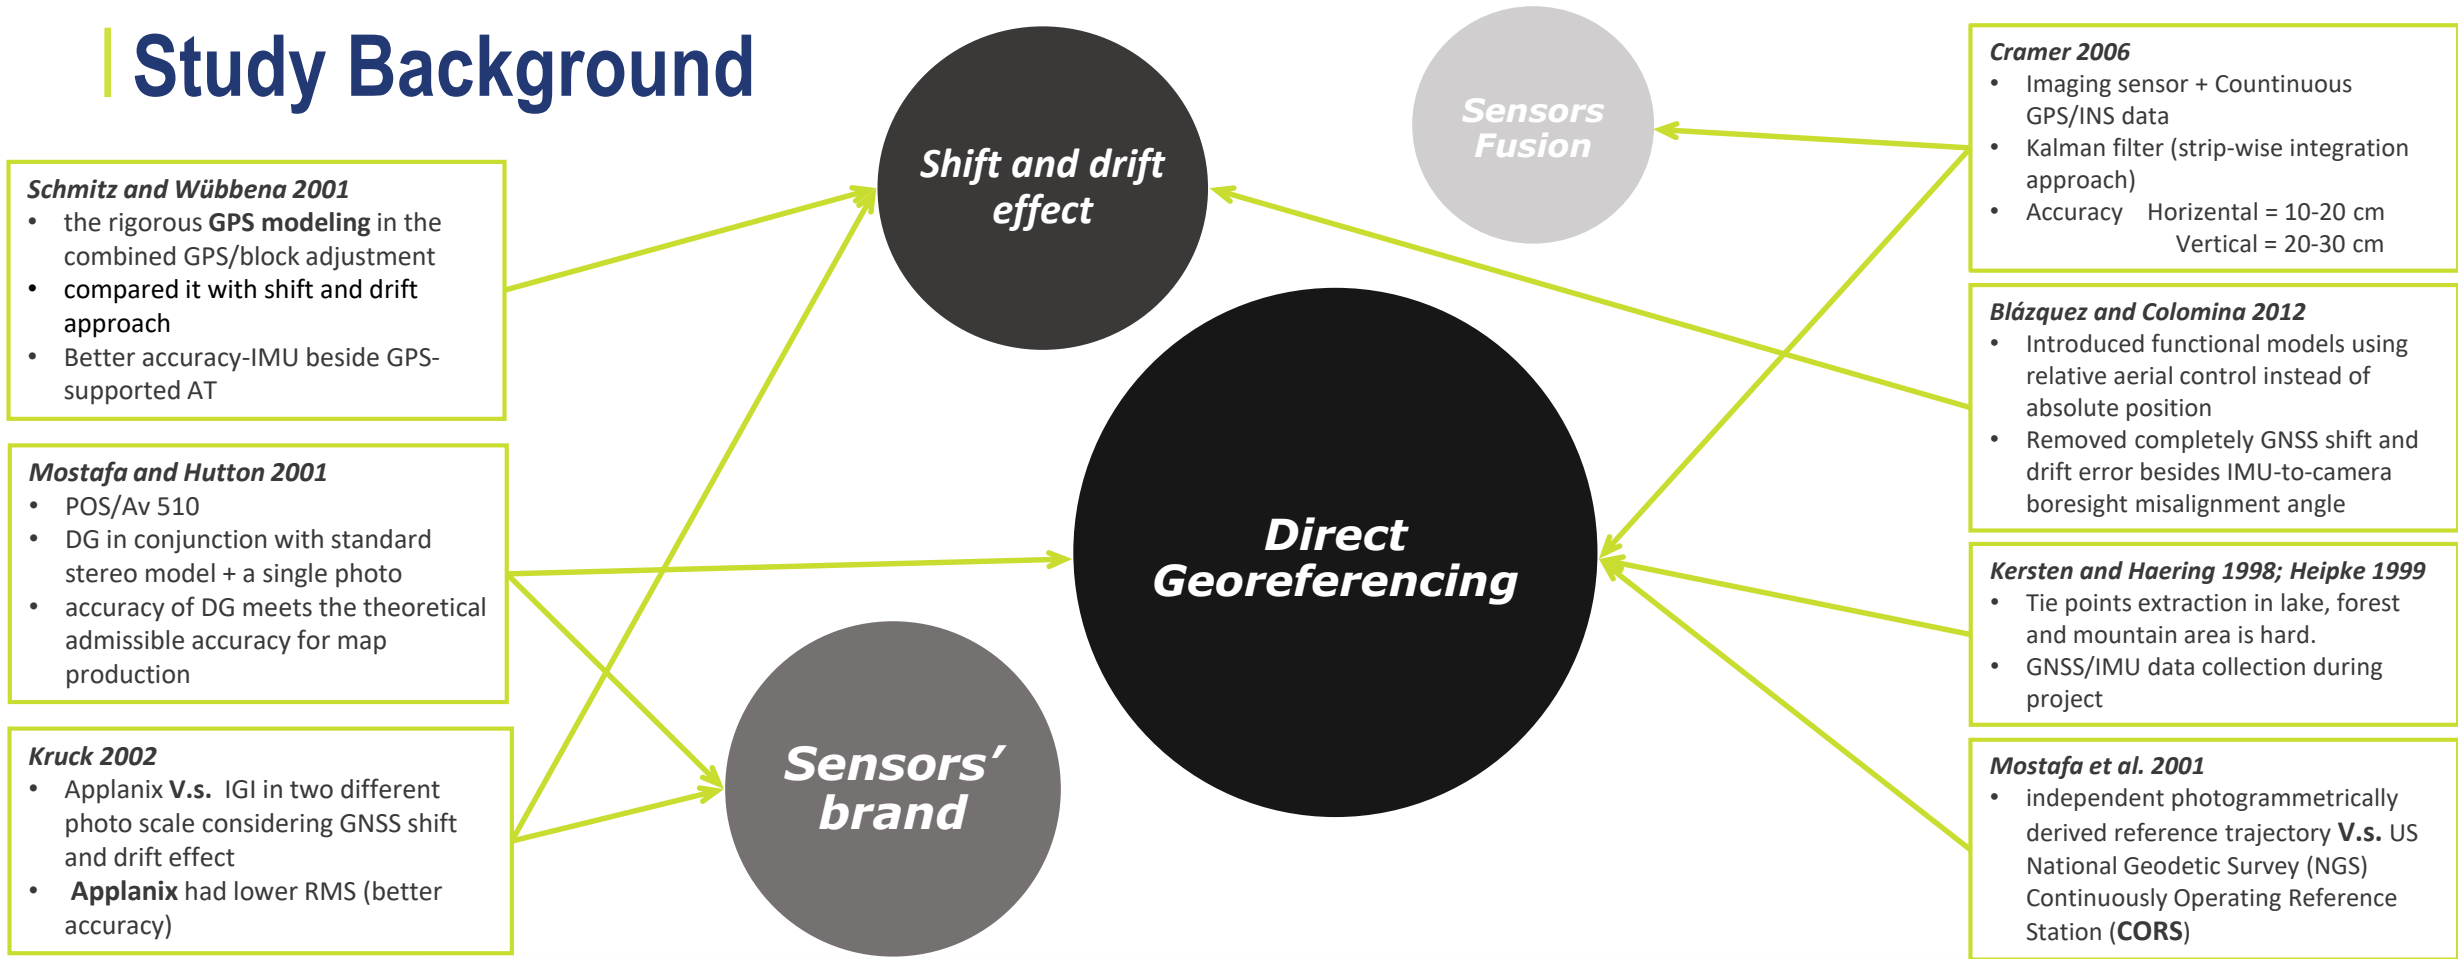 Study Background
Schmitz and Wübbena 2001
• the rigorous GPS modeling in the
combined GPS/block adjustment
• compared it with shift and drift
approach
• Better accuracy-IMU beside GPS-
supported AT
Mostafa and Hutton 2001
• POS/Av 510
• DG in conjunction with standard
stereo model + a single photo
• accuracy of DG meets the theoretical
admissible accuracy for map
production
Kruck 2002
• Applanix V.s. IGI in two different
photo scale considering GNSS shift
and drift effect
• Applanix had lower RMS (better
accuracy)
Shift and drift
effect
Sensors
Fusion
Direct
Georeferencing
Sensors’
brand
Cramer 2006
• Imaging sensor + Countinuous
GPS/INS data
• Kalman filter (strip-wise integration
approach)
• Accuracy Horizental = 10-20 cm
Vertical = 20-30 cm
Blázquez and Colomina 2012
• Introduced functional models using
relative aerial control instead of
absolute position
• Removed completely GNSS shift and
drift error besides IMU-to-camera
boresight misalignment angle
Kersten and Haering 1998; Heipke 1999
• Tie points extraction in lake, forest
and mountain area is hard.
• GNSS/IMU data collection during
project
Mostafa et al. 2001
• independent photogrammetrically
derived reference trajectory V.s. US
National Geodetic Survey (NGS)
Continuously Operating Reference
Station (CORS)